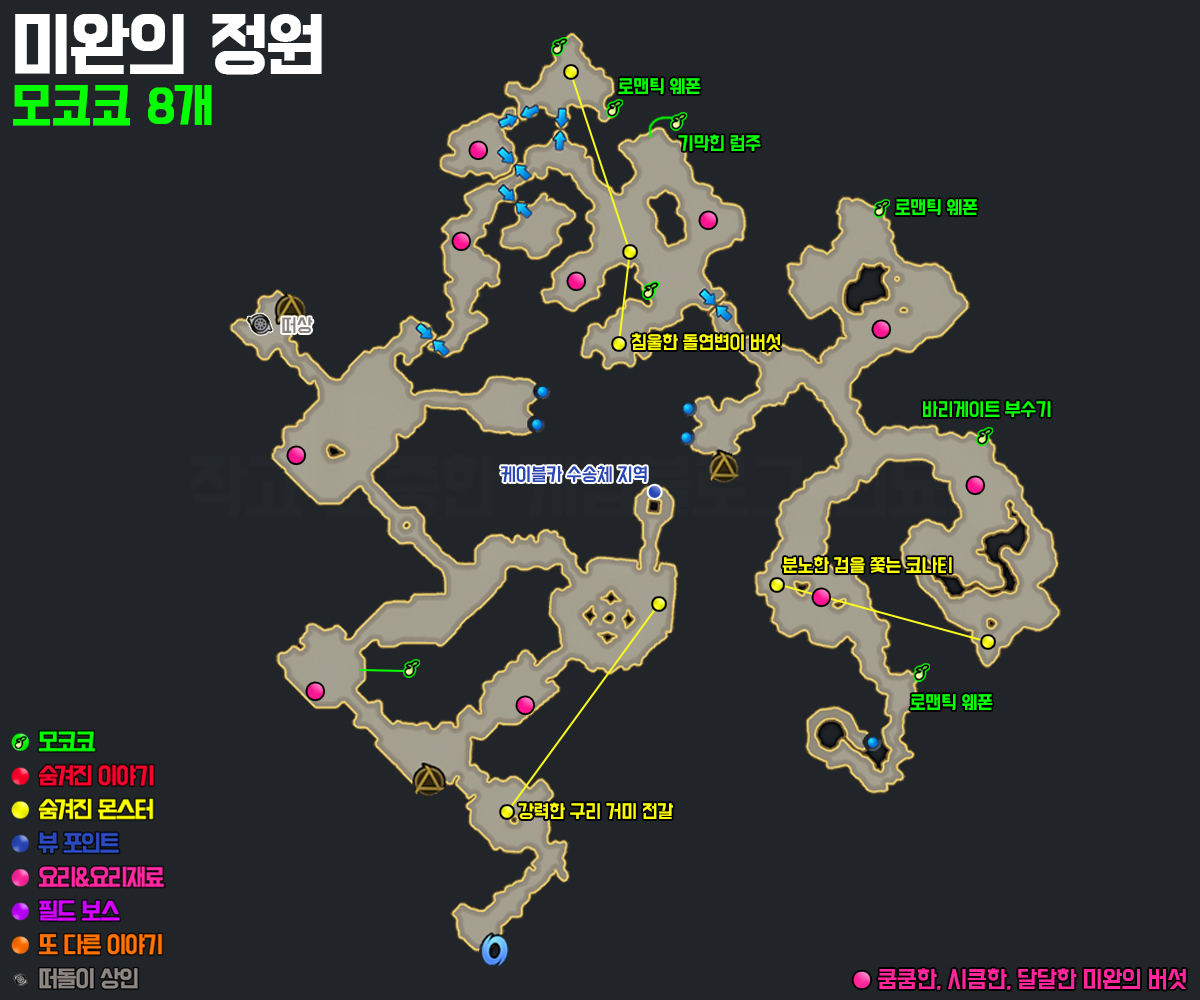 미완의 정원
모코코 8개
로맨틱 웨폰
기막힌 럼주
로맨틱 웨폰
떠상
침울한 돌연변이 버섯
바리게이트 부수기
케이블카 수송체 지역
분노한 검을 쫓는 코나티
로맨틱 웨폰
강력한 구리 거미 전갈
모코코
숨겨진 이야기
숨겨진 몬스터
뷰 포인트
요리&요리재료
필드 보스
또 다른 이야기
떠돌이 상인
쿰쿰한, 시큼한, 달달한 미완의 버섯